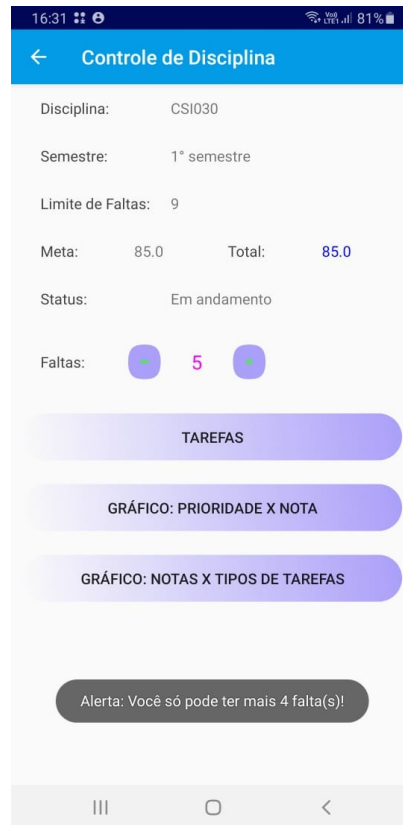 16:31 81%
Controle de Disciplina
Disciplina: CSI030
Semestre: 1° semestre
Limite de Faltas: 9
Meta: 85.0 Total: 85.0
Status: Em andamento
Faltas: 5
TAREFAS
GRÁFICO: PRIORIDADE X NOTA
GRÁFICO: NOTAS X TIPOS DE TAREFAS
Alerta: Você só pode ter mais 4 falta(s)!